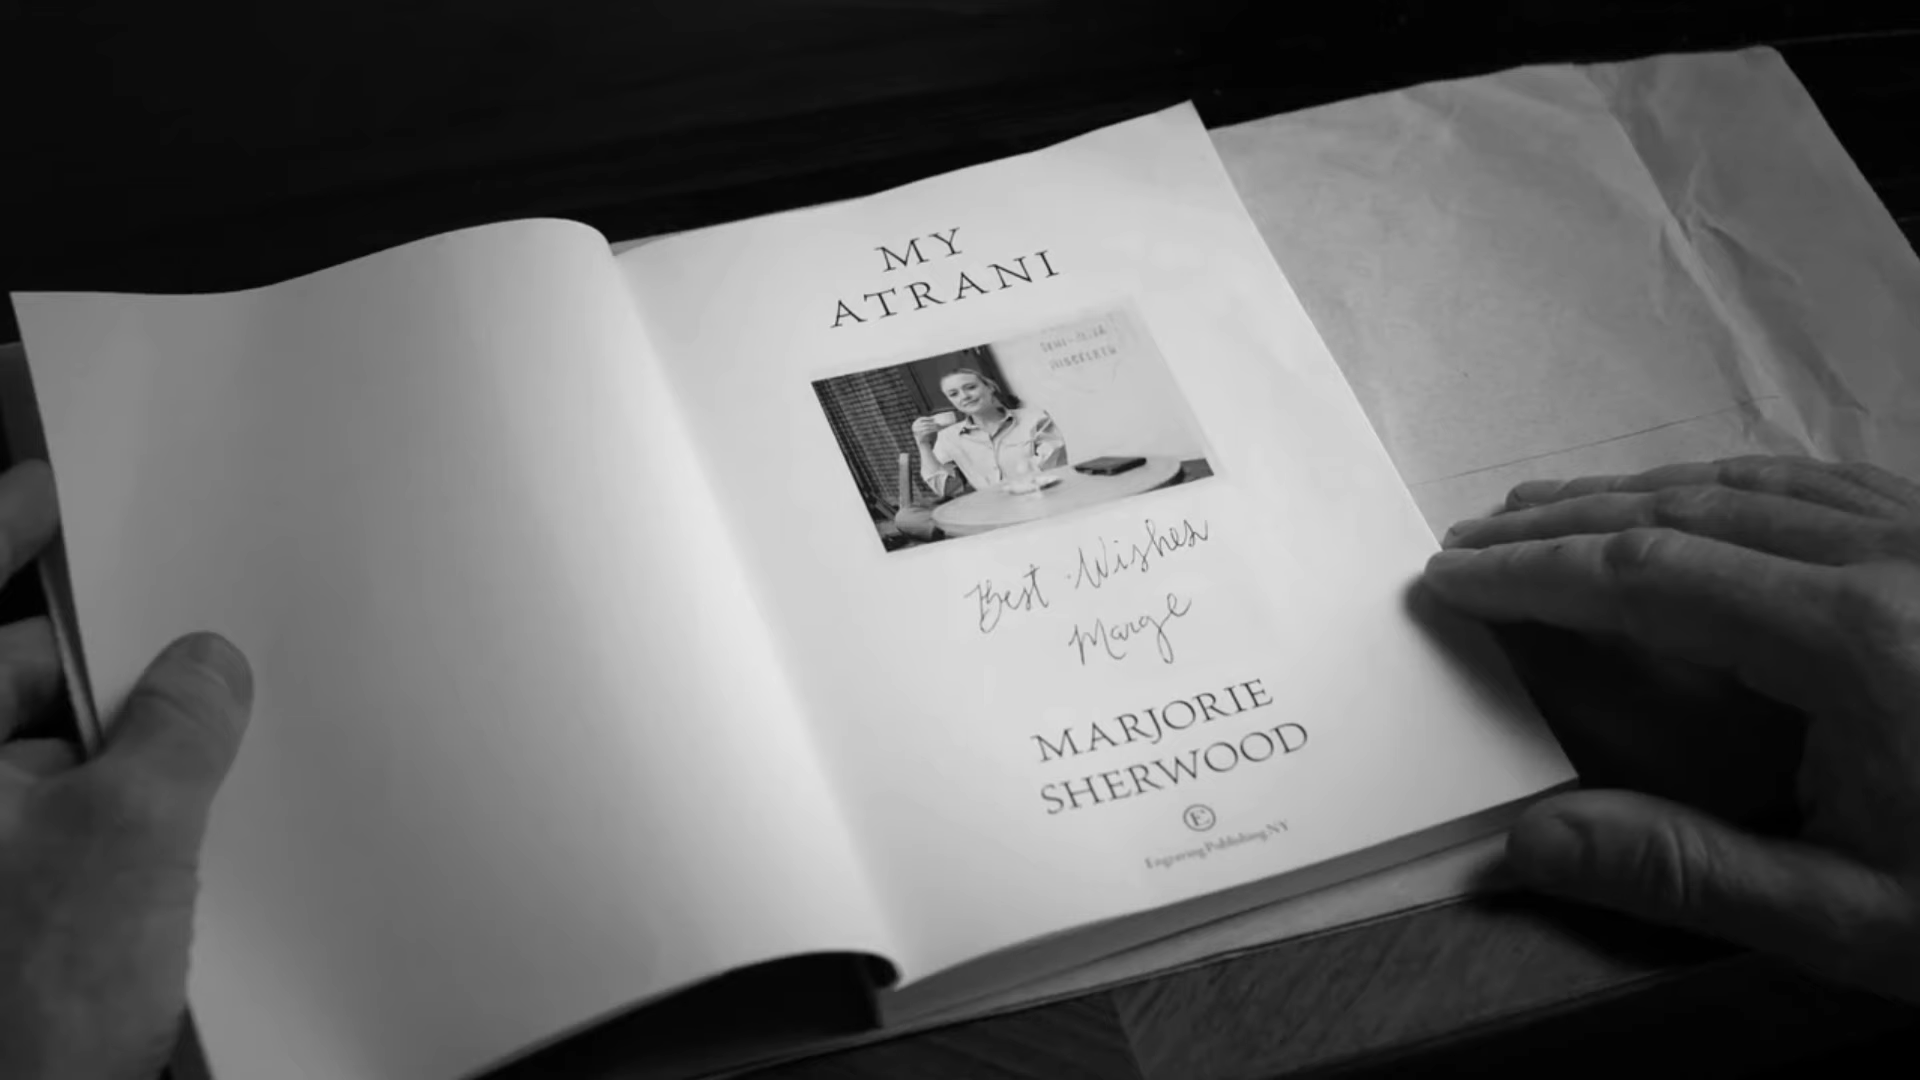 MY
ATRANI
Best Wishes
Marge
MARJORIE
SHERWOOD
E
Engraving Publishing, NY